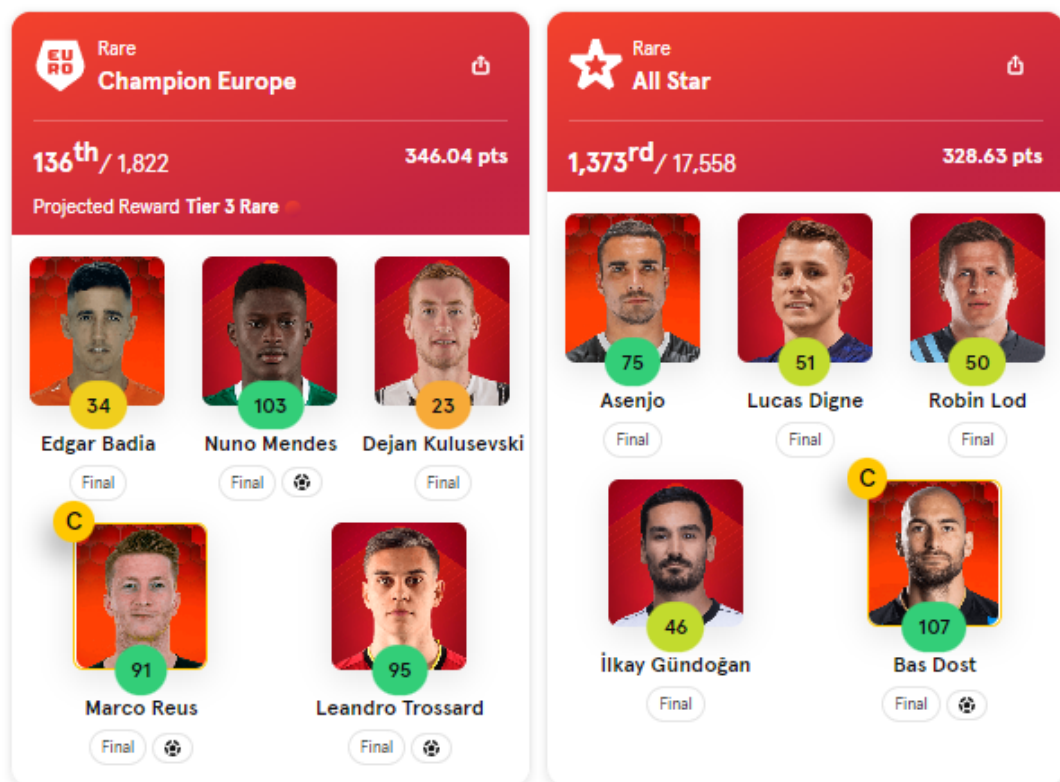 EU
RO
Rare
Champion Europe
136th/ 1,822
346.04 pts
Projected Reward Tier 3 Rare
34
103
23
Edgar Badia
Nuno Mendes
Dejan Kulusevski
Final
Final
Final
C
91
95
Marco Reus
Leandro Trossard
Final
Final
Rare
All Star
1,373rd/ 17,558
328.63 pts
75
51
50
Asenjo
Lucas Digne
Robin Lod
Final
Final
Final
C
46
107
İlkay Gündoğan
Bas Dost
Final
Final